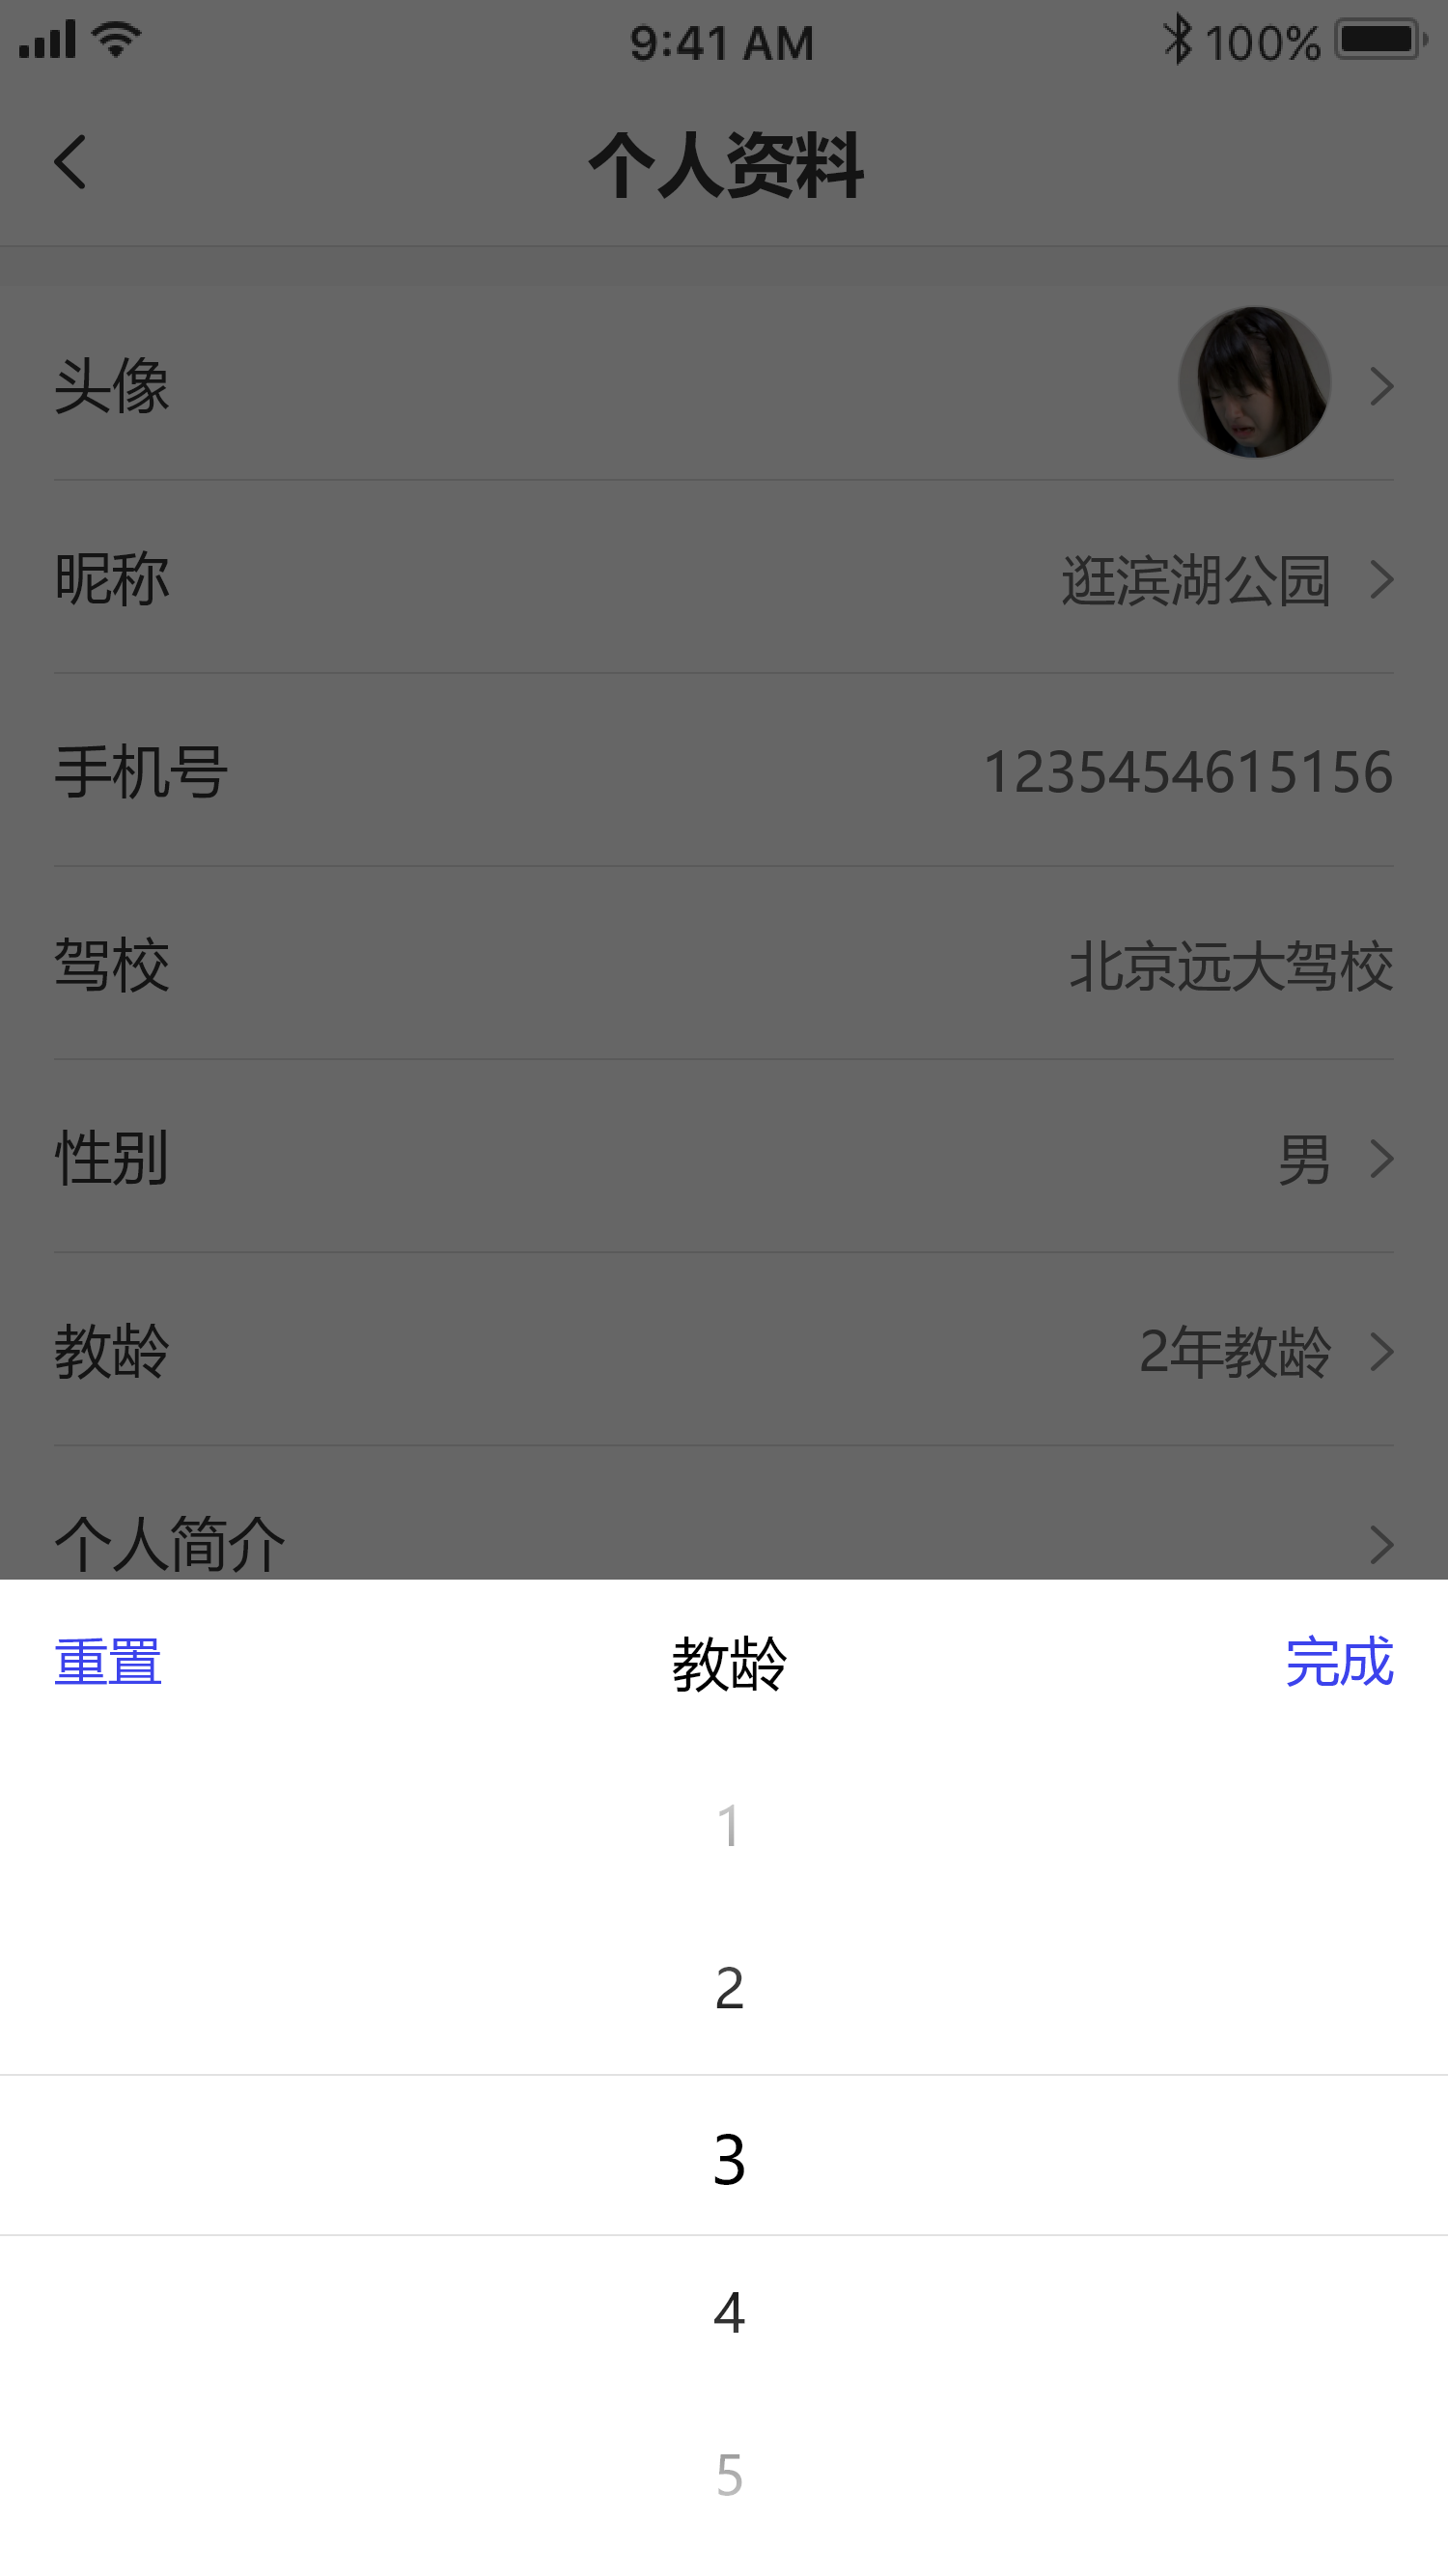 9:41 AM 100%
个人资料
头像
昵称 逛滨湖公园
手机号 1235454615156
驾校 北京远大驾校
性别 男
教龄 2年教龄
个人简介
重置 教龄 完成
1
2
3
4
5